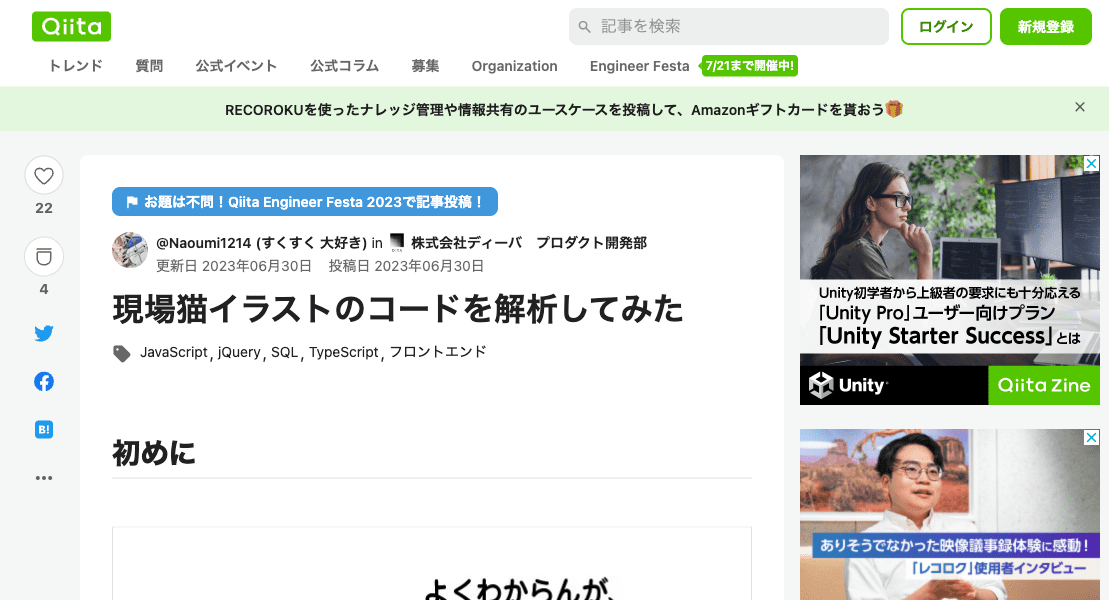 Qiita
記事を検索
ログイン
新規登録
トレンド
質問
公式イベント
公式コラム
募集
Organization
Engineer Festa
7/21まで開催中!
RECOROKUを使ったナレッジ管理や情報共有のユースケースを投稿して、Amazonギフトカードを貰おう
22
4
B!
お題は不問！Qiita Engineer Festa 2023で記事投稿！
@Naoumi1214 (すくすく 大好き) in 株式会社ディーバ　プロダクト開発部
更新日 2023年06月30日　投稿日 2023年06月30日
現場猫イラストのコードを解析してみた
JavaScript, jQuery, SQL, TypeScript, フロントエンド
初めに
よくわからんが、
Unity初学者から上級者の要求にも十分応える
「Unity Pro」ユーザー向けプラン
「Unity Starter Success」とは
Unity
Qiita Zine
ありそうでなかった映像議事録体験に感動！
「レコロク」使用者インタビュー